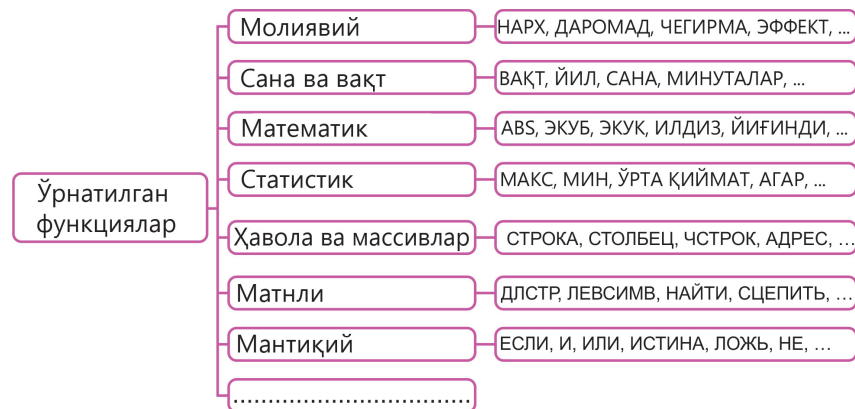 Ўрнатилган
функциялар
Молиявий
НАРХ, ДАРОМАД, ЧЕГИРМА, ЭФФЕКТ, ...
Сана ва вақт
ВАҚТ, ЙИЛ, САНА, МИНУТАЛАР, ...
Математик
ABS, ЭКУБ, ЭКУК, ИЛДИЗ, ЙИҒИНДИ, ...
Статистик
МАКС, МИН, ЎРТА ҚИЙМАТ, АГАР, ...
Ҳавола ва массивлар
СТРОКА, СТОЛБЕЦ, ЧСТРОК, АДРЕС, ...
Матнли
ДЛСТР, ЛЕВСИМВ, НАЙТИ, СЦЕПИТЬ, ...
Мантиқий
ЕСЛИ, И, ИЛИ, ИСТИНА, ЛОЖЬ, НЕ, ...
..................................